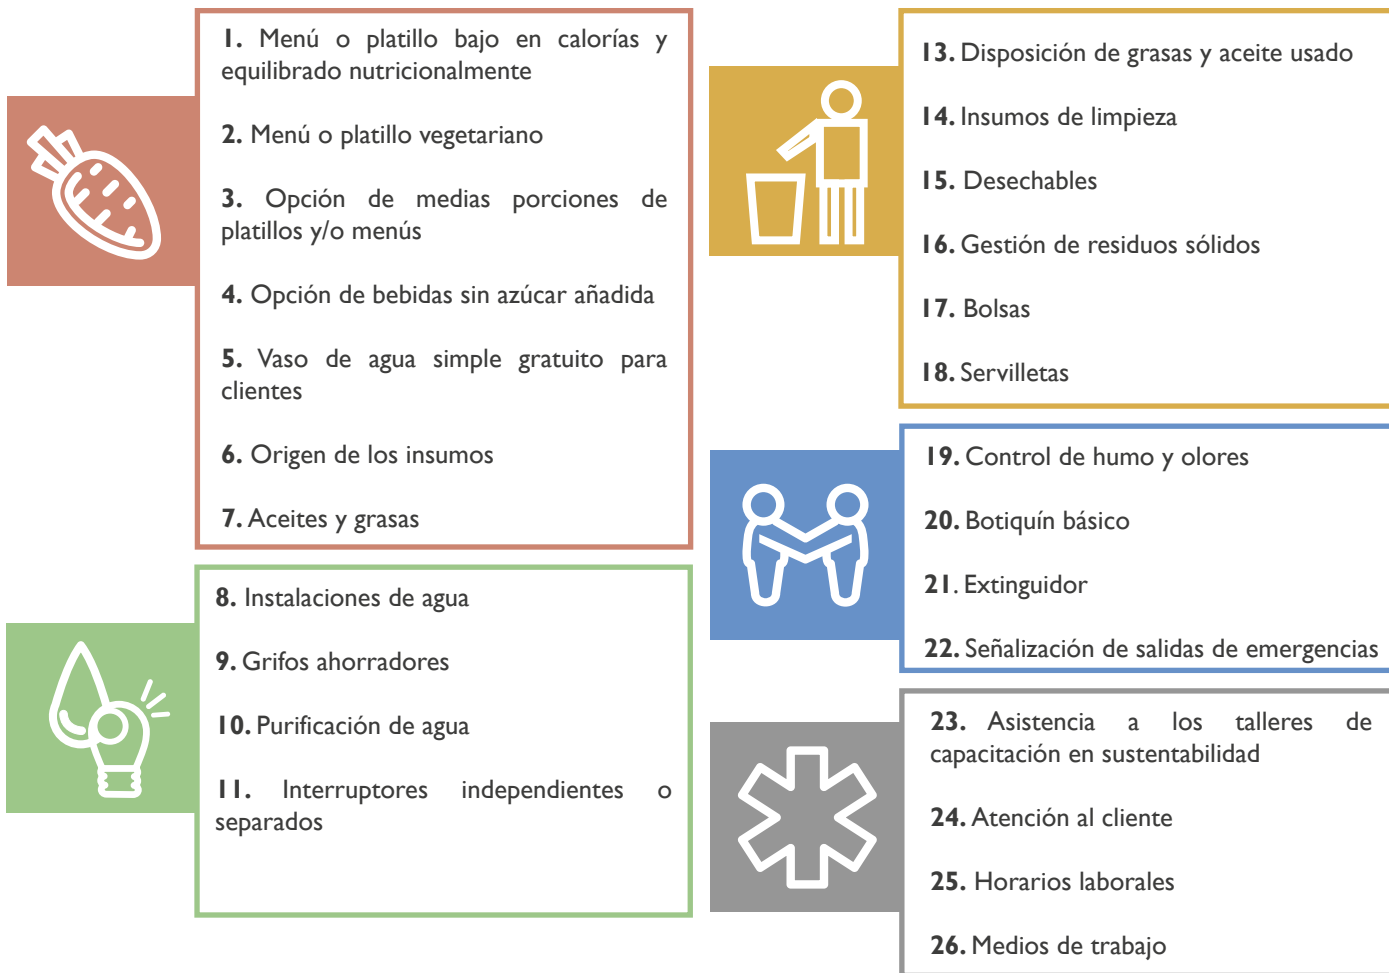 1. Menú o platillo bajo en calorías y
equilibrado nutricionalmente
2. Menú o platillo vegetariano
3. Opción de medias porciones de
platillos y/o menús
4. Opción de bebidas sin azúcar añadida
5. Vaso de agua simple gratuito para
clientes
6. Origen de los insumos
7. Aceites y grasas
8. Instalaciones de agua
9. Grifos ahorradores
10. Purificación de agua
11. Interruptores independientes o
separados
13. Disposición de grasas y aceite usado
14. Insumos de limpieza
15. Desechables
16. Gestión de residuos sólidos
17. Bolsas
18. Servilletas
19. Control de humo y olores
20. Botiquín básico
21. Extinguidor
22. Señalización de salidas de emergencias
23. Asistencia a los talleres de
capacitación en sustentabilidad
24. Atención al cliente
25. Horarios laborales
26. Medios de trabajo